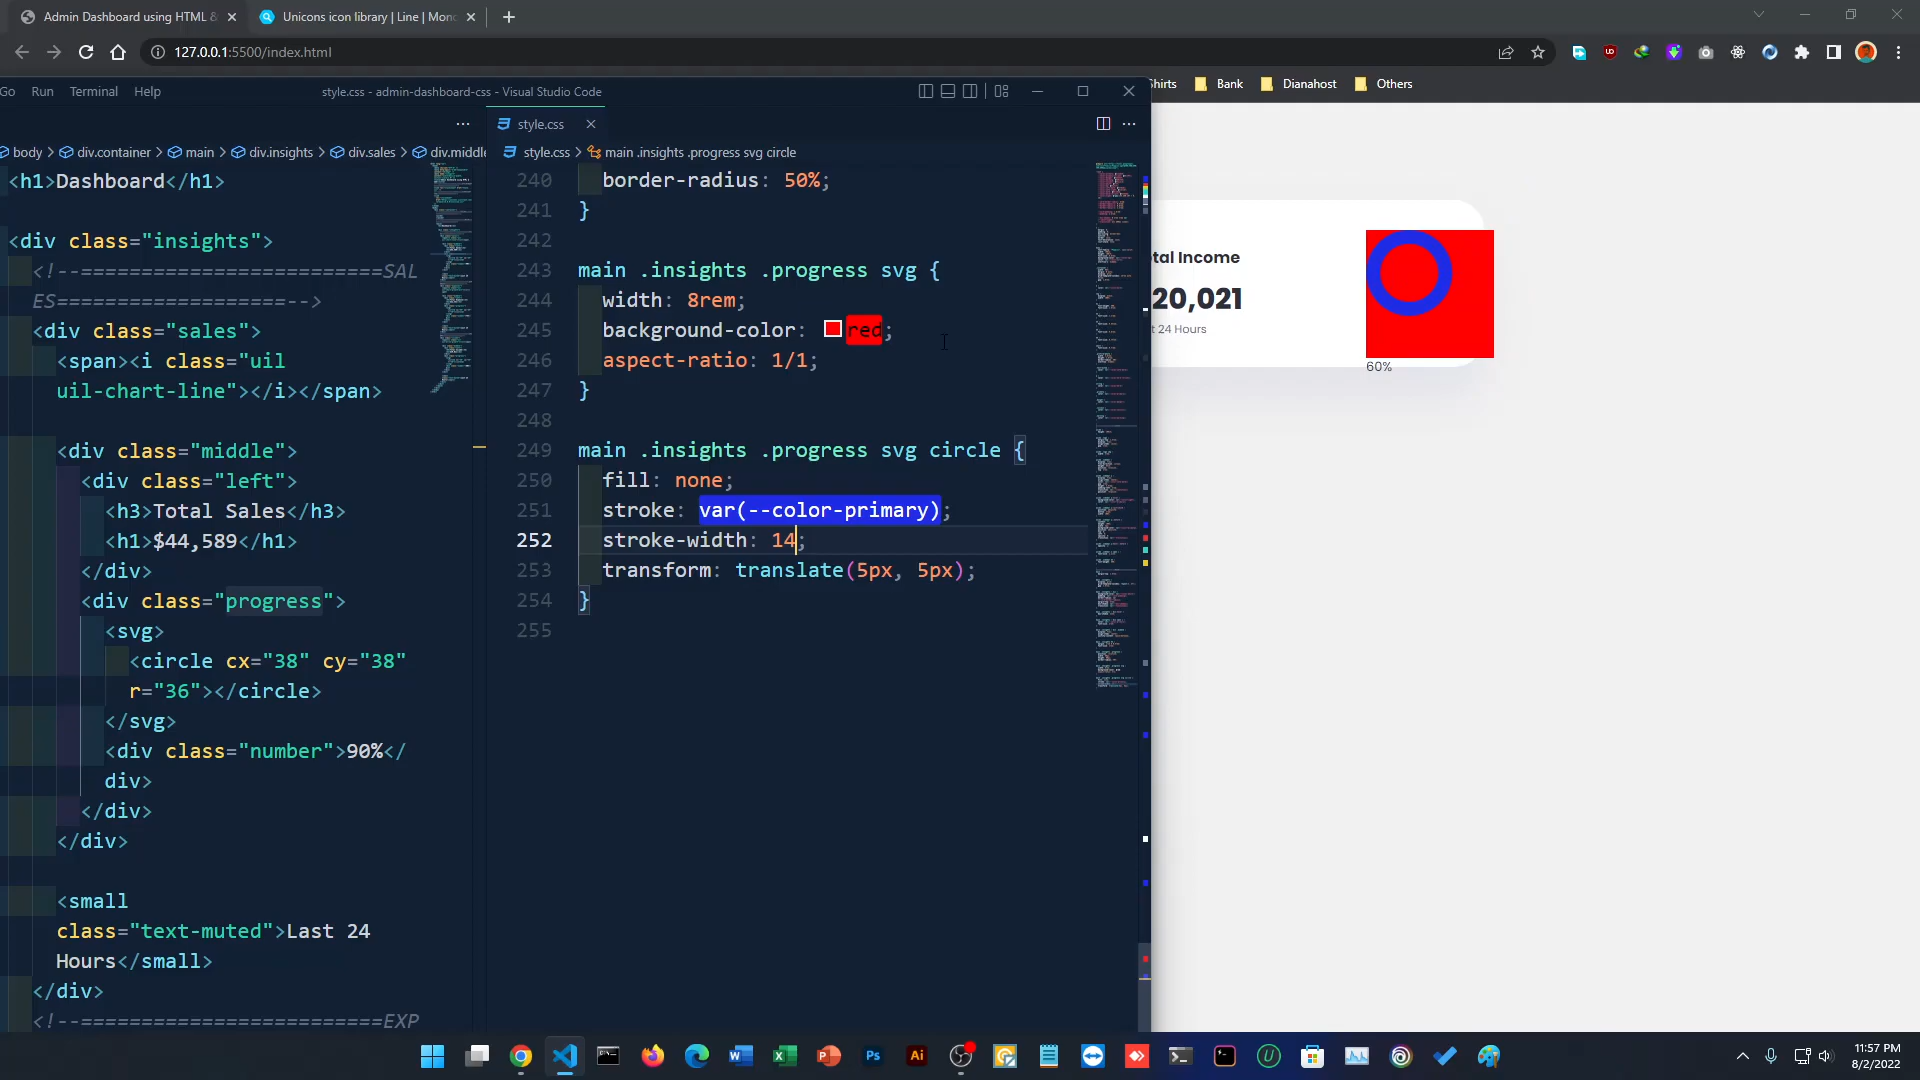 Admin Dashboard using HTML &
Unicons icon library | Line | Mono
127.0.0.1:5500/index.html
Go Run Terminal Help
style.css - admin-dashboard-css - Visual Studio Code
Shirts Bank Dianahost Others
style.css
body > div.container > main > div.insights > div.sales > div.middle
style.css > main .insights .progress svg circle
<h1>Dashboard</h1>
<div class="insights">
<!--===========================SAL
ES===================-->
<div class="sales">
<span><i class="uil
uil-chart-line"></i></span>
<div class="middle">
<div class="left">
<h3>Total Sales</h3>
<h1>$44,589</h1>
</div>
<div class="progress">
<svg>
<circle cx="38" cy="38"
r="36"></circle>
</svg>
<div class="number">90%</
div>
</div>
</div>
<small
class="text-muted">Last 24
Hours</small>
</div>
<!--=========================EXP
240 border-radius: 50%;
241 }
242
243 main .insights .progress svg {
244 width: 8rem;
245 background-color: red;
246 aspect-ratio: 1/1;
247 }
248
249 main .insights .progress svg circle {
250 fill: none;
251 stroke: var(--color-primary);
252 stroke-width: 14;
253 transform: translate(5px, 5px);
254 }
255
tal Income
20,021
t 24 Hours
60%
11:57 PM
8/2/2022